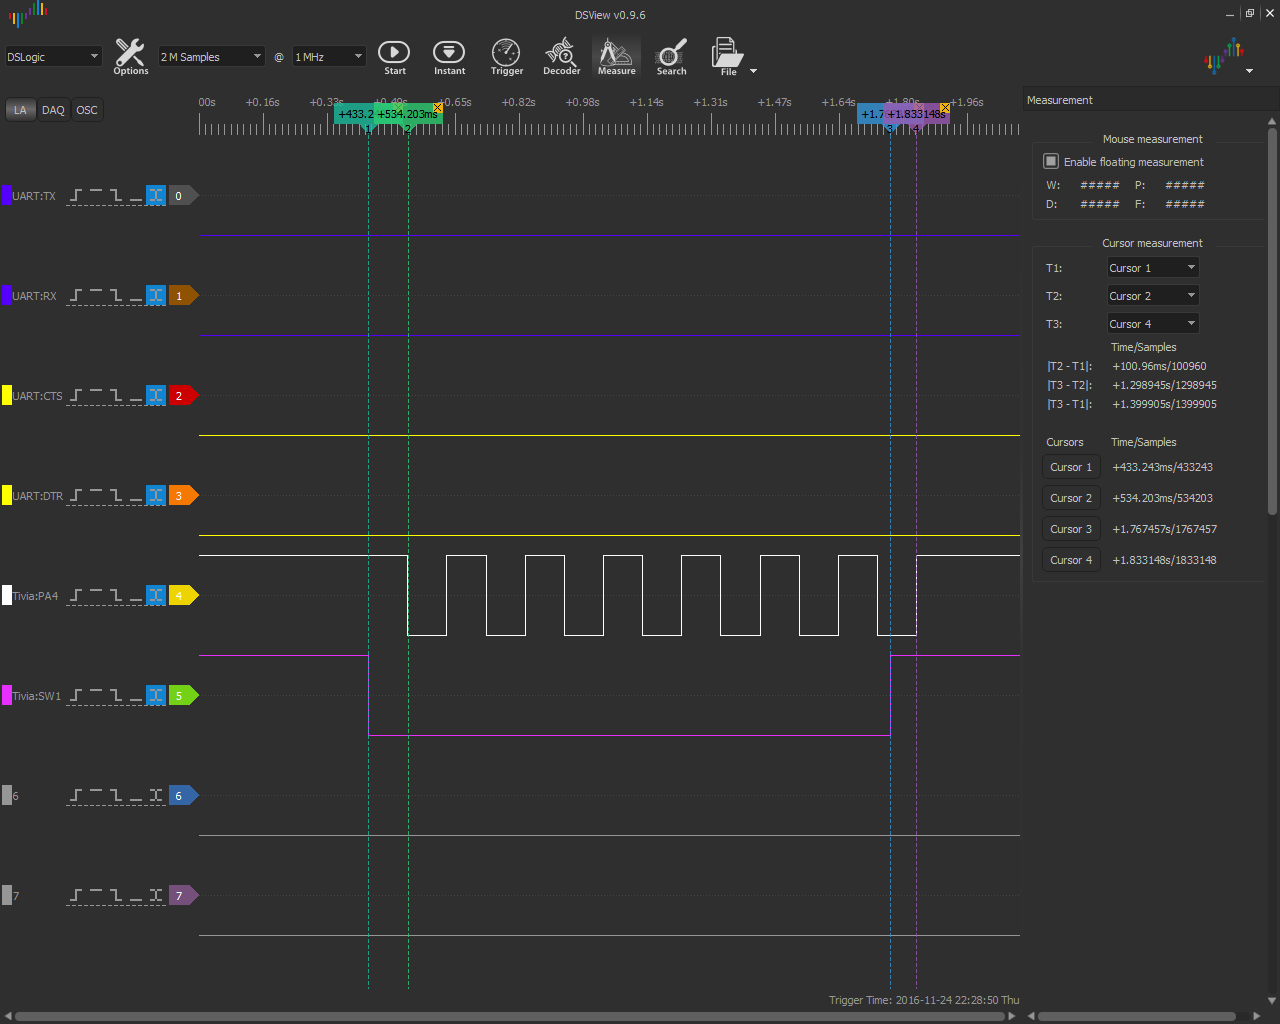 DSView v0.9.6
DSLogic 2 M Samples @ 1 MHz
Options Start Instant Trigger Decoder Measure Search File
LA DAQ OSC
00s +0.16s +0.33s +0.49s +0.65s +0.82s +0.98s +1.14s +1.31s +1.47s +1.64s +1.80s +1.96s
+433.2 +534.203ms +1.7 +1.833148s
1 2 3 4
UART:TX 0
UART:RX 1
UART:CTS 2
UART:DTR 3
Tivia:PA4 4
Tivia:SW1 5
6 6
7 7
Trigger Time: 2016-11-24 22:28:50 Thu
Measurement
Mouse measurement
Enable floating measurement
W: ##### P: #####
D: ##### F: #####
Cursor measurement
T1: Cursor 1
T2: Cursor 2
T3: Cursor 4
Time/Samples
|T2 - T1|: +100.96ms/100960
|T3 - T2|: +1.298945s/1298945
|T3 - T1|: +1.399905s/1399905
Cursors Time/Samples
Cursor 1 +433.243ms/433243
Cursor 2 +534.203ms/534203
Cursor 3 +1.767457s/1767457
Cursor 4 +1.833148s/1833148